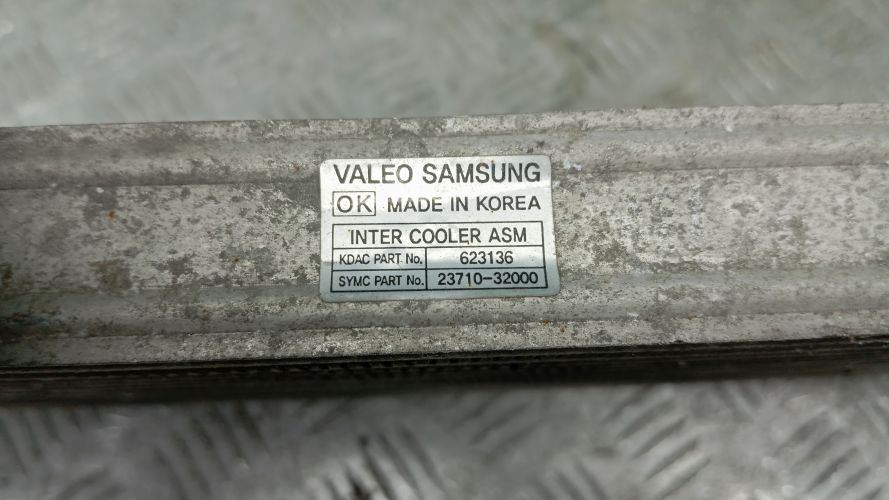 VALEO SAMSUNG
OK MADE IN KOREA
INTER COOLER ASM
KDAC PART No. 623136
SYMC PART No. 23710-32000